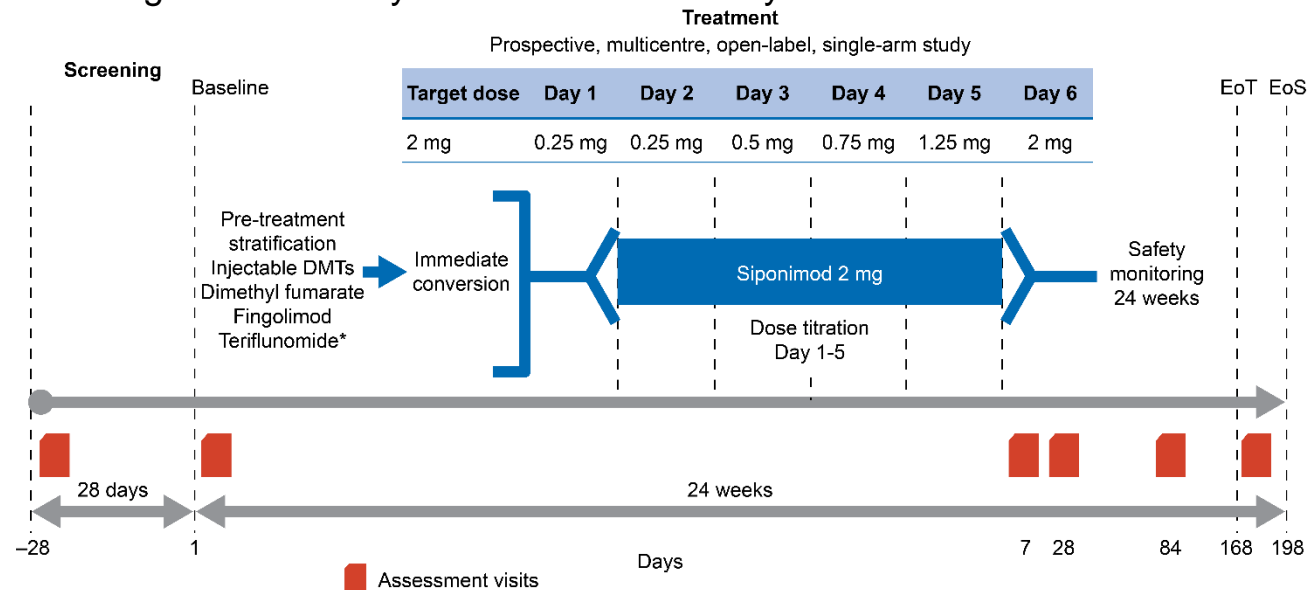 Treatment
Prospective, multicentre, open-label, single-arm study
Screening
Baseline
EoT EoS
Target dose Day 1 Day 2 Day 3 Day 4 Day 5 Day 6
2 mg 0.25 mg 0.25 mg 0.5 mg 0.75 mg 1.25 mg 2 mg
Pre-treatment
stratification
Injectable DMTs
Dimethyl fumarate
Fingolimod
Teriflunomide*
Immediate
conversion
Siponimod 2 mg
Dose titration
Day 1-5
Safety
monitoring
24 weeks
28 days
24 weeks
–28 1 7 28 84 168 198
Days
Assessment visits